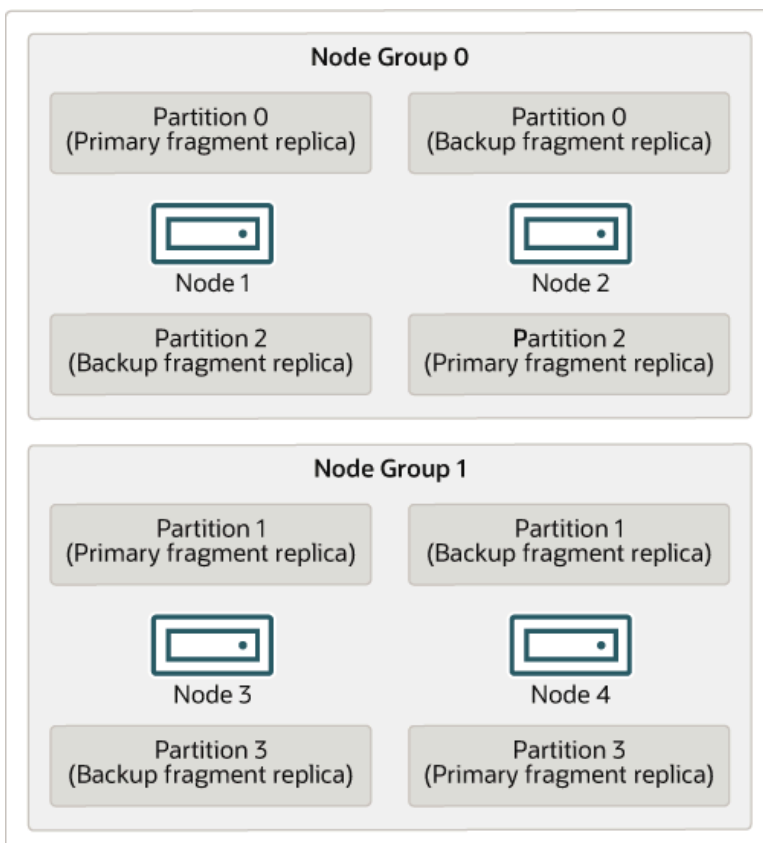 Node Group 0
Partition 0
(Primary fragment replica)
Partition 0
(Backup fragment replica)
Node 1
Node 2
Partition 2
(Backup fragment replica)
Partition 2
(Primary fragment replica)
Node Group 1
Partition 1
(Primary fragment replica)
Partition 1
(Backup fragment replica)
Node 3
Node 4
Partition 3
(Backup fragment replica)
Partition 3
(Primary fragment replica)